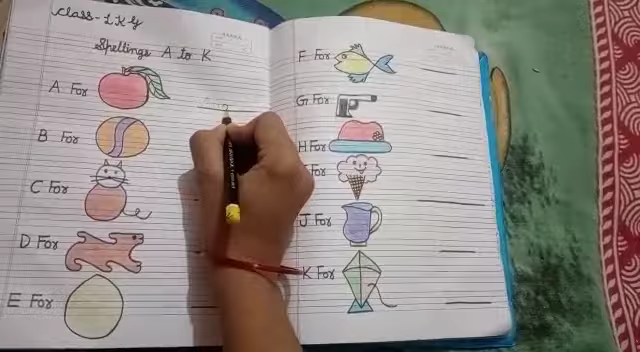 Class-LKG
Spellings A to K
A For
B For
C For
D For
E For
F For
G For
H For
For
J For
K For